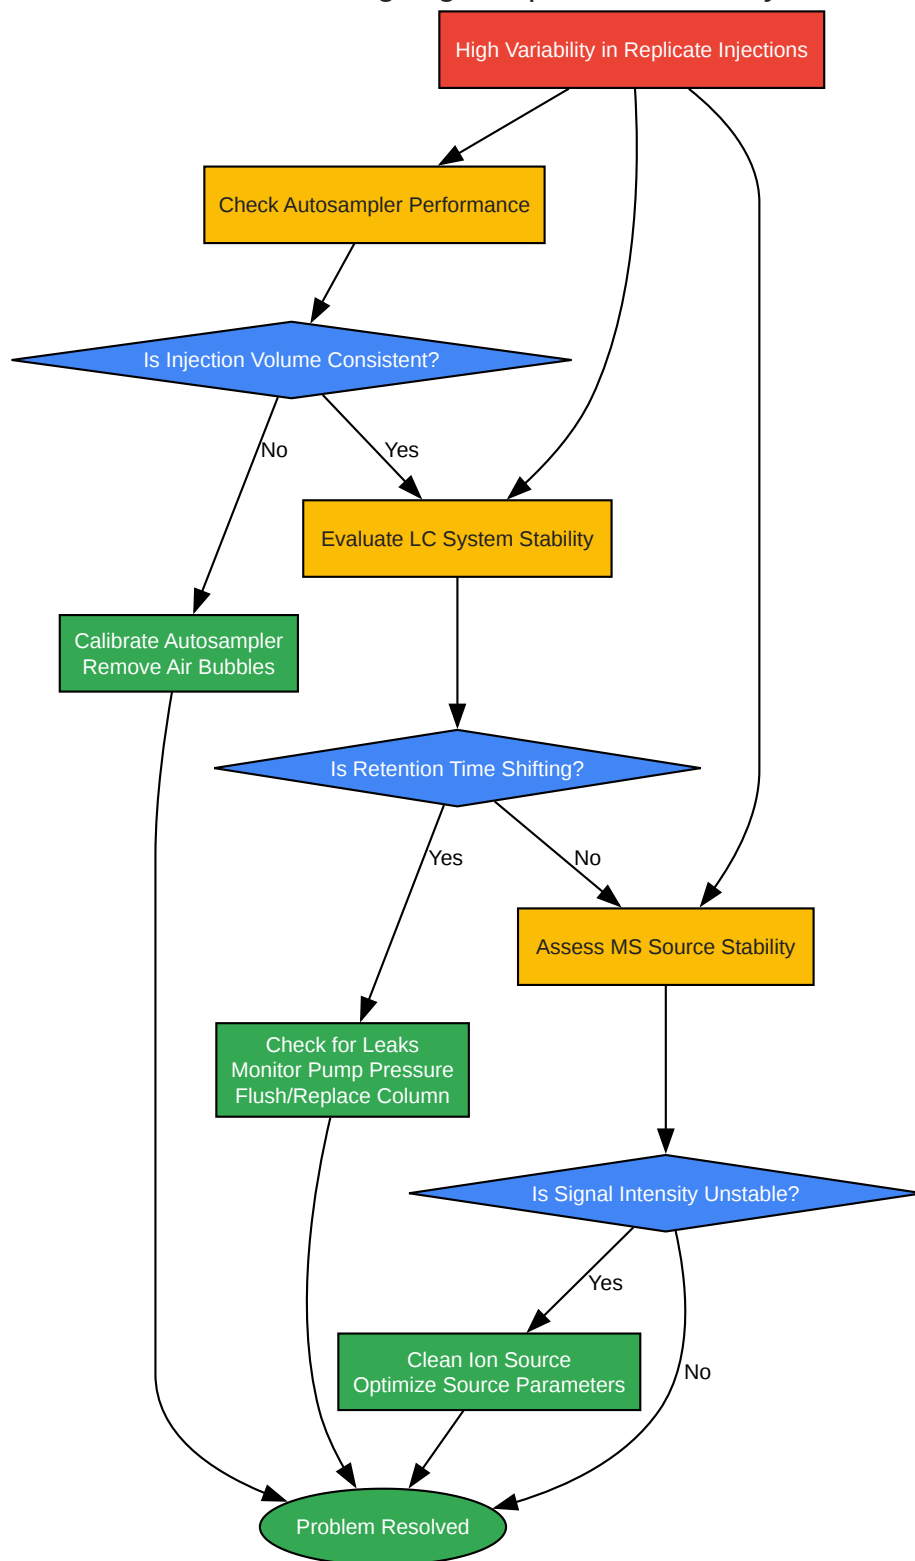 High Variability in Replicate Injections
Check Autosampler Performance
Is Injection Volume Consistent?
No
Yes
Evaluate LC System Stability
Calibrate Autosampler
Remove Air Bubbles
Is Retention Time Shifting?
Yes
No
Assess MS Source Stability
Check for Leaks
Monitor Pump Pressure
Flush/Replace Column
Is Signal Intensity Unstable?
Yes
Clean Ion Source
Optimize Source Parameters
No
Problem Resolved